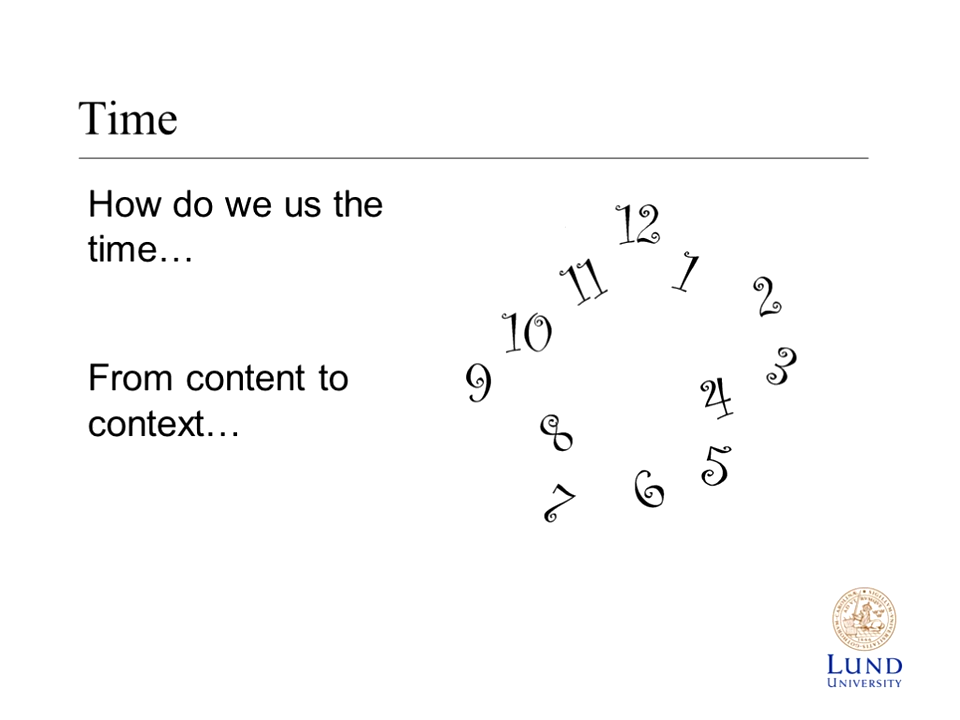 Time
How do we us the
time…
From content to
context…
12
11
1
2
10
3
9
4
8
5
6
7
LUND
UNIVERSITY